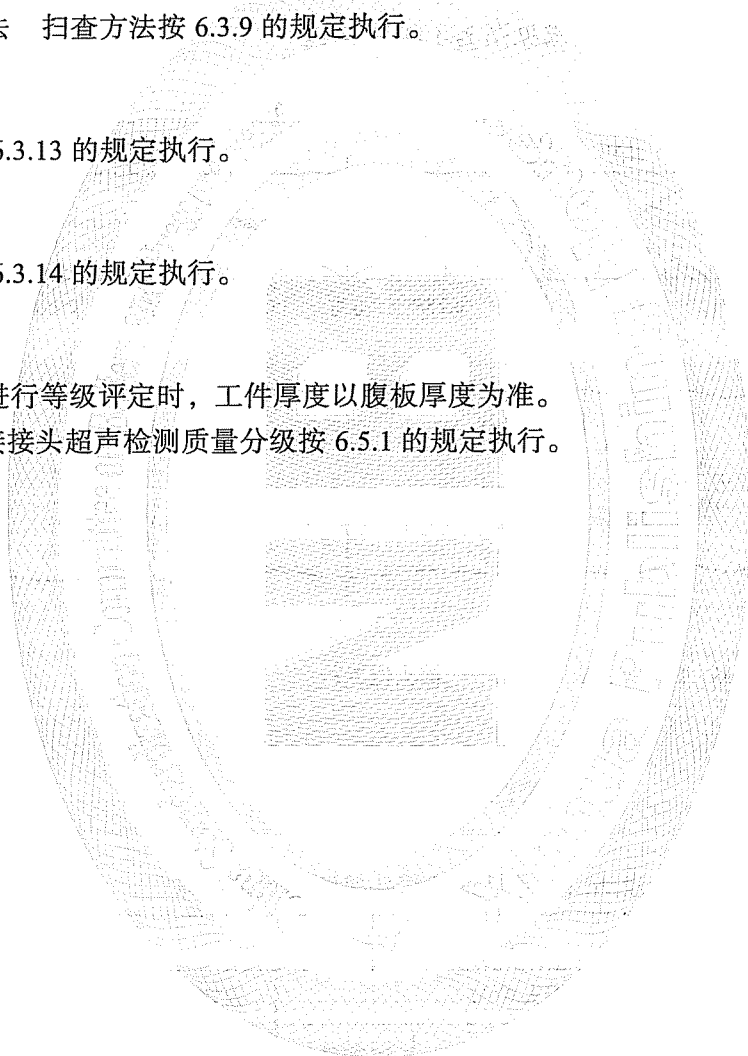 扫查方法按 6.3.9 的规定执行。
6.3.13 的规定执行。
6.3.14 的规定执行。
进行等级评定时，工件厚度以腹板厚度为准。
接头超声检测质量分级按 6.5.1 的规定执行。
NB
Publishing